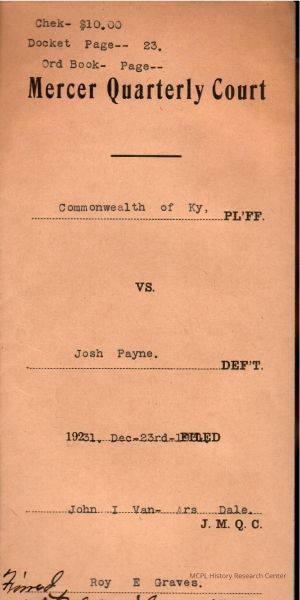 Chek- $10.00
Docket Page-- 23.
Ord Book- Page--
Mercer Quarterly Court
Commonwealth of Ky, PL'FF.
VS.
Josh Payne. DEF'T.
19231. Dec-23rd- FILED
John I Van- Ars Dale.
J. M. Q. C.
MCPL History Research Center
Roy E Graves.